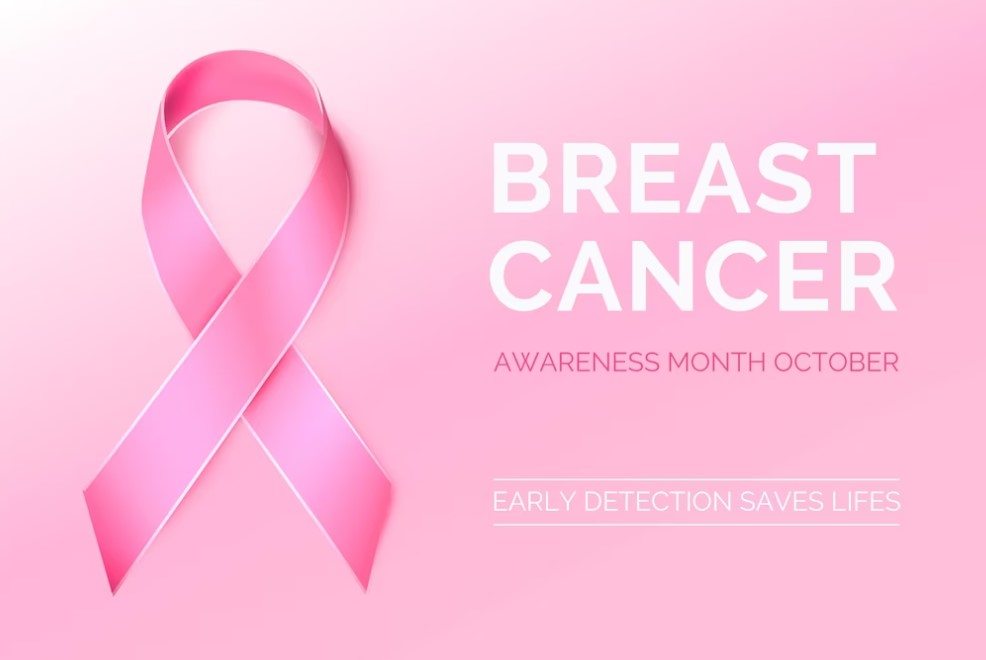 BREAST
CANCER
AWARENESS MONTH OCTOBER
EARLY DETECTION SAVES LIFES